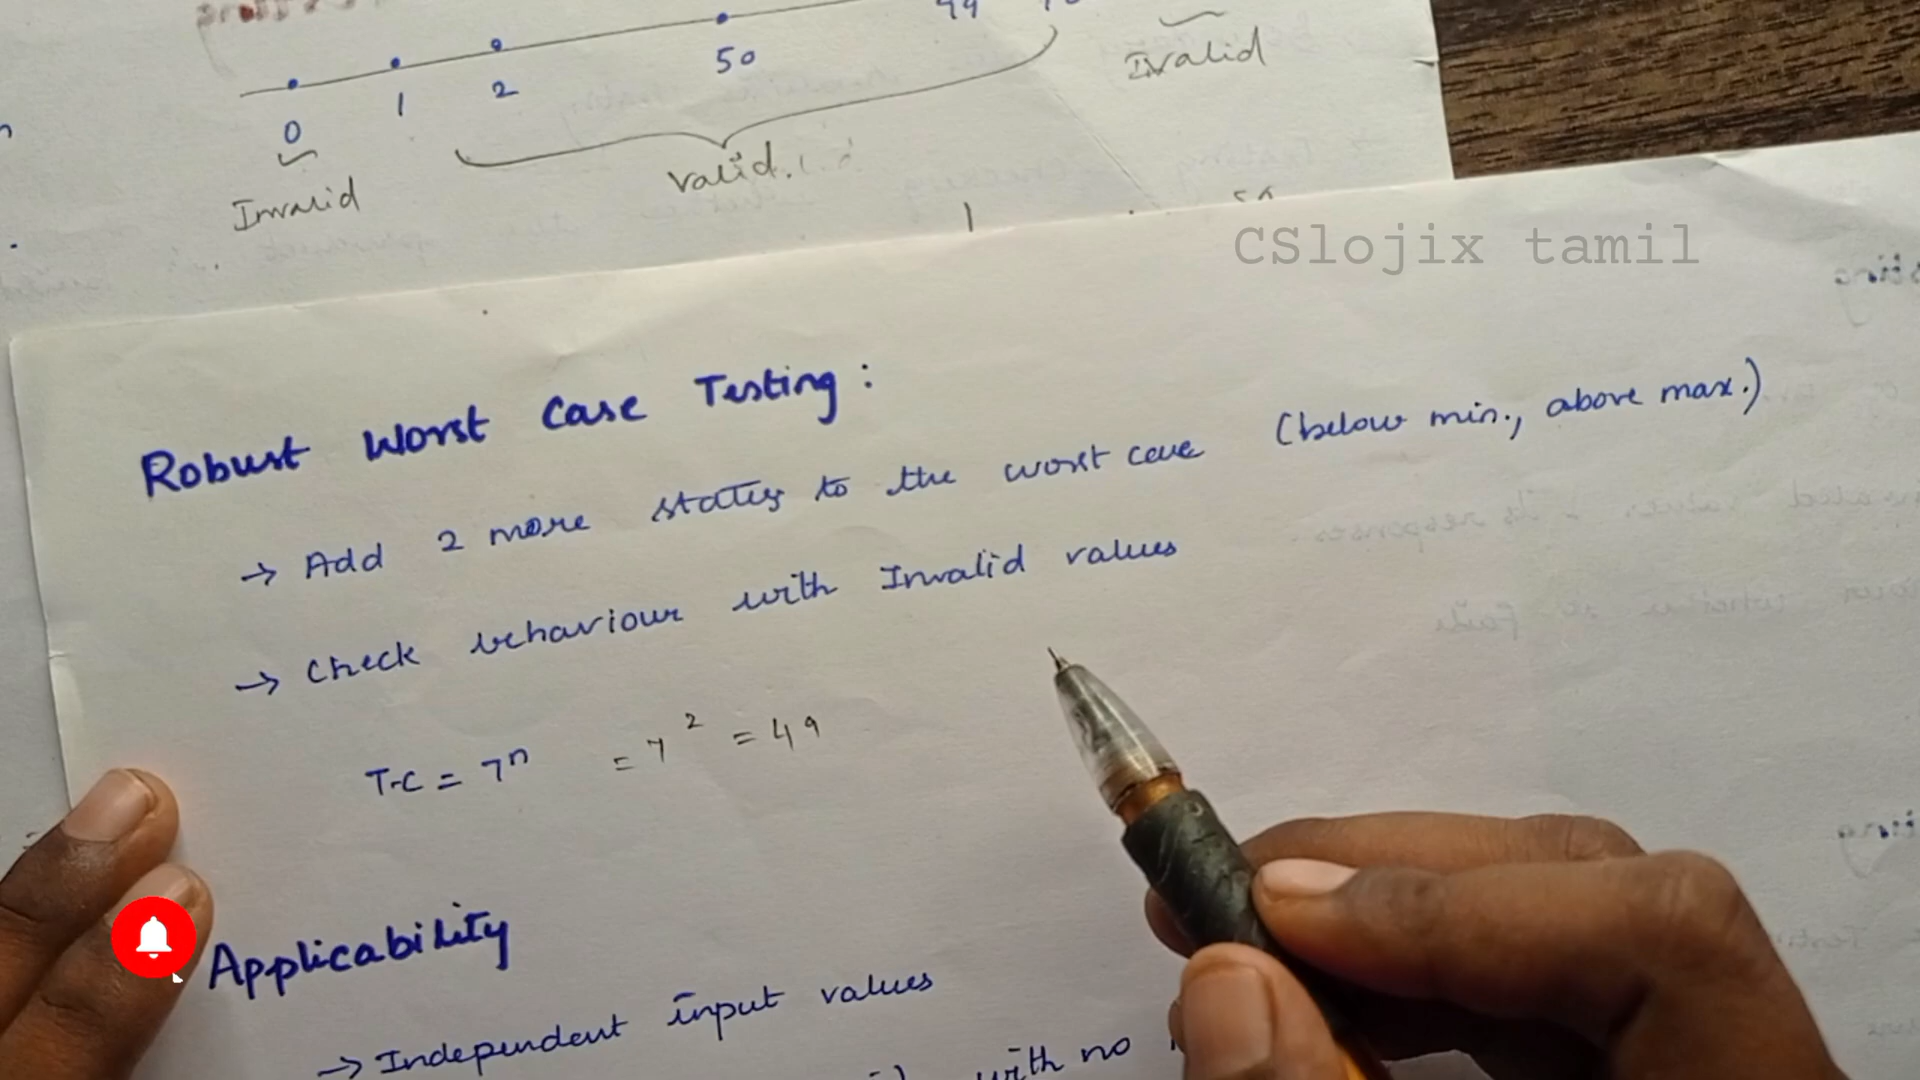 50
0 1 2
Invalid
valid.
Invalid
CSlojix tamil
Robust Worst Case Testing:
→ Add 2 more states to the worst case (below min., above max.)
→ Check behaviour with Invalid values
T.C = 7ⁿ = 7² = 49
Applicability
→ Independent input values
with no